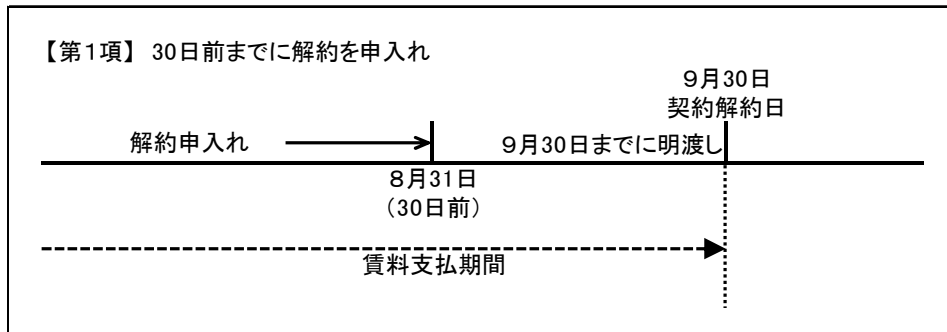 【第１項】 30日前までに解約を申入れ
９月30日
契約解約日
解約申入れ
９月30日までに明渡し
８月31日
（30日前）
賃料支払期間